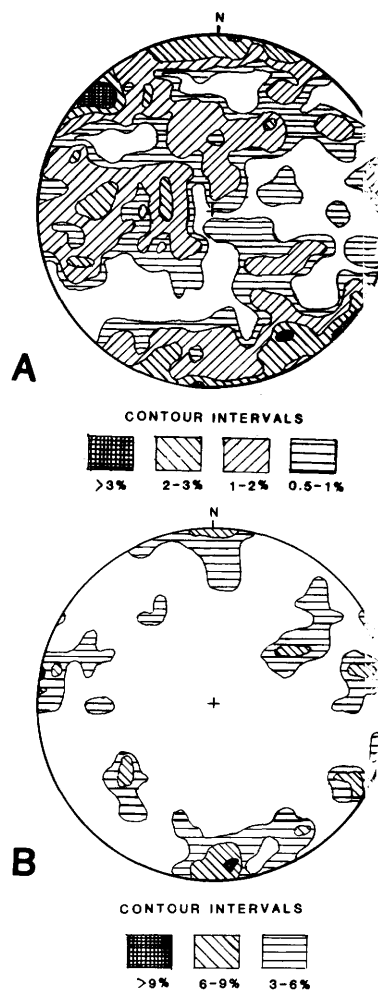 N
A
CONTOUR INTERVALS
>3% 2-3% 1-2% 0.5-1%
N
B
CONTOUR INTERVALS
>9% 6-9% 3-6%